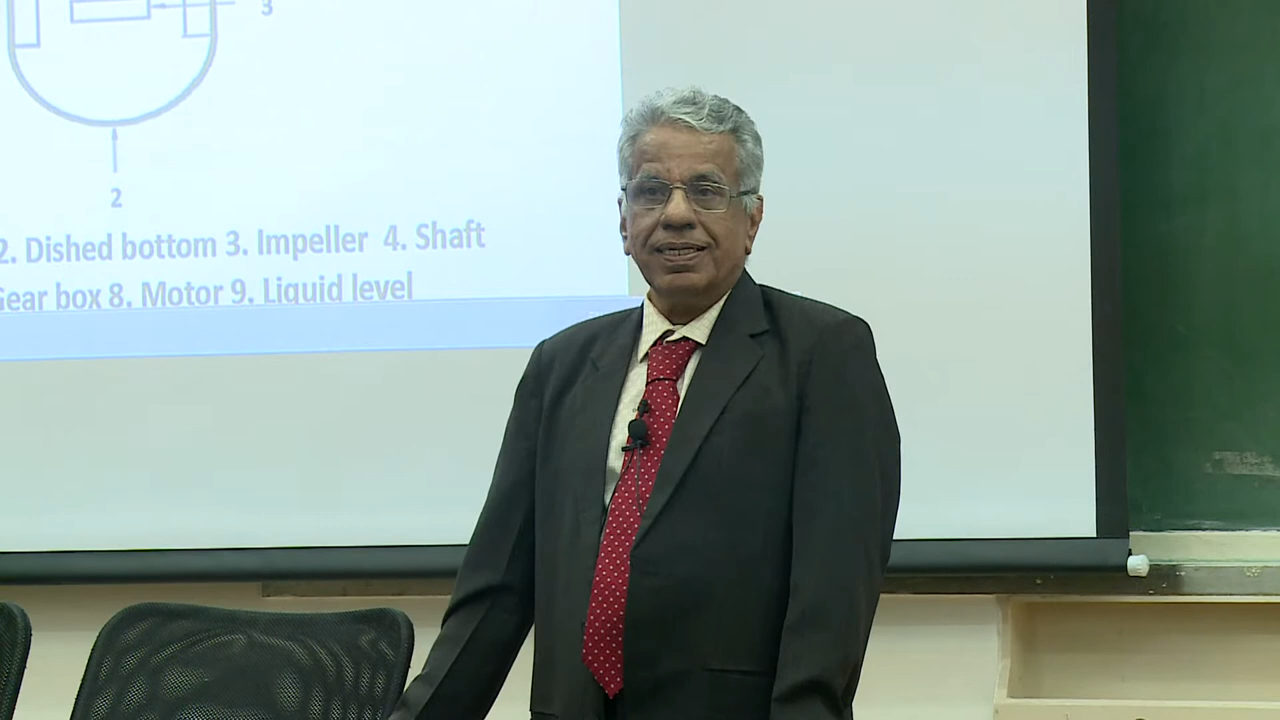 3
2
2. Dished bottom 3. Impeller 4. Shaft
Gear box 8. Motor 9. Liquid level